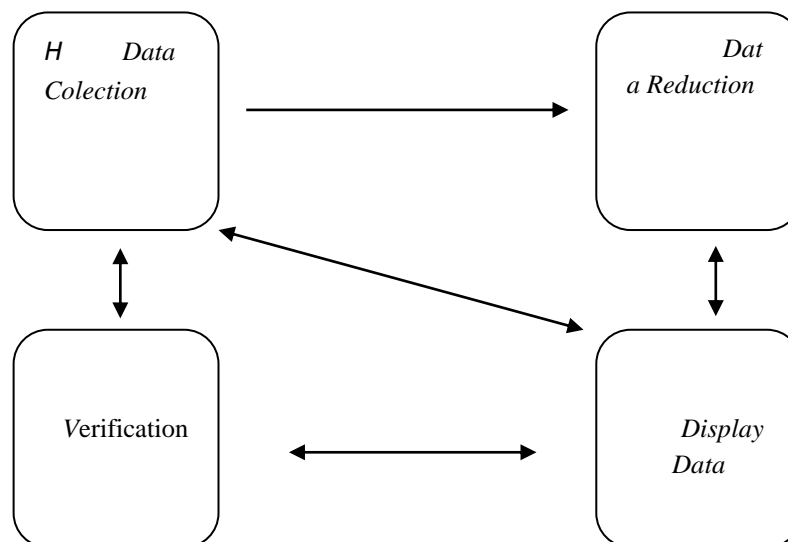 H Data
Colection
Dat
a Reduction
Verification
Display
Data